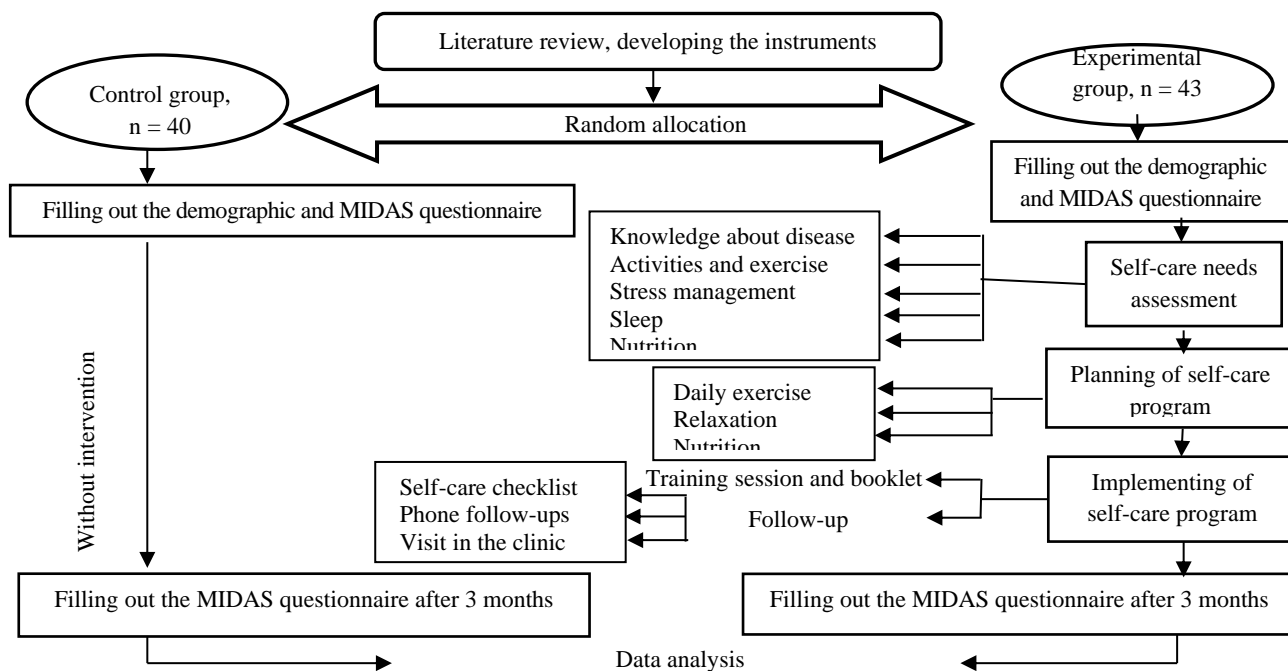 Literature review, developing the instruments
Control group,
n = 40
Random allocation
Experimental
group, n = 43
Filling out the demographic and MIDAS questionnaire
Filling out the demographic
and MIDAS questionnaire
Knowledge about disease
Activities and exercise
Stress management
Sleep
Nutrition
Self-care needs
assessment
Without intervention
Daily exercise
Relaxation
Nutrition
Planning of self-care
program
Self-care checklist
Phone follow-ups
Visit in the clinic
Training session and booklet
Follow-up
Implementing of
self-care program
Filling out the MIDAS questionnaire after 3 months
Filling out the MIDAS questionnaire after 3 months
Data analysis